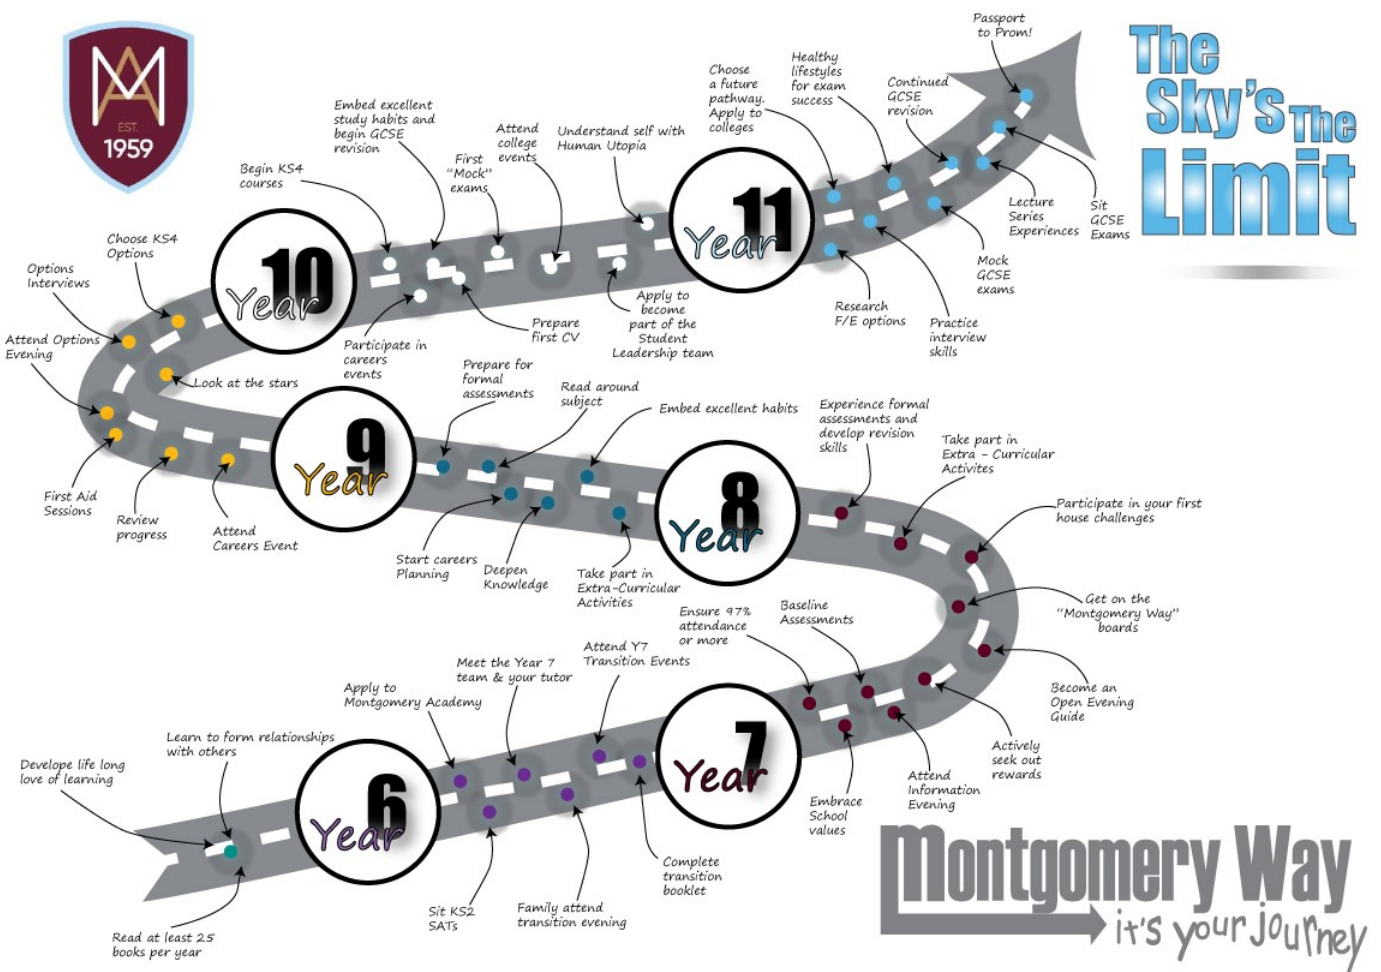 EST.
1959
The
Sky's The
Limit
Passport
to Prom!
Healthy
lifestyles
for exam
success
Choose
a future
pathway.
Apply to
colleges
Continued
GCSE
revision
Embed excellent
study habits and
begin GCSE
revision
Attend
college
events
Understand self with
Human Utopia
First
"Mock"
exams
Begin KS4
courses
Lecture
Series
Experiences
Sit
GCSE
Exams
Mock
GCSE
exams
11
Year
10
Year
Choose KS4
Options
Options
Interviews
Attend Options
Evening
Look at the stars
Participate in
careers
events
Prepare
first CV
Apply to
become
part of the
Student
Leadership team
Research
F/E options
Practice
interview
skills
Prepare for
formal
assessments
Read around
subject
Embed excellent habits
Experience formal
assessments and
develop revision
skills
Take part in
Extra - Curricular
Activites
9
Year
8
Year
First Aid
Sessions
Review
progress
Attend
Careers Event
Start careers
Planning
Deepen
Knowledge
Take part in
Extra-Curricular
Activities
Participate in your first
house challenges
Get on the
"Montgomery Way"
boards
Ensure 97%
attendance
or more
Baseline
Assessments
Become an
Open Evening
Guide
Attend Y7
Transition Events
Meet the Year 7
team & your tutor
Apply to
Montgomery Academy
Learn to form relationships
with others
Develope life long
love of learning
7
Year
6
Year
Actively
seek out
rewards
Attend
Information
Evening
Embrace
School
values
Complete
transition
booklet
Family attend
transition evening
Sit KS2
SATs
Read at least 25
books per year
Montgomery Way
it's your journey